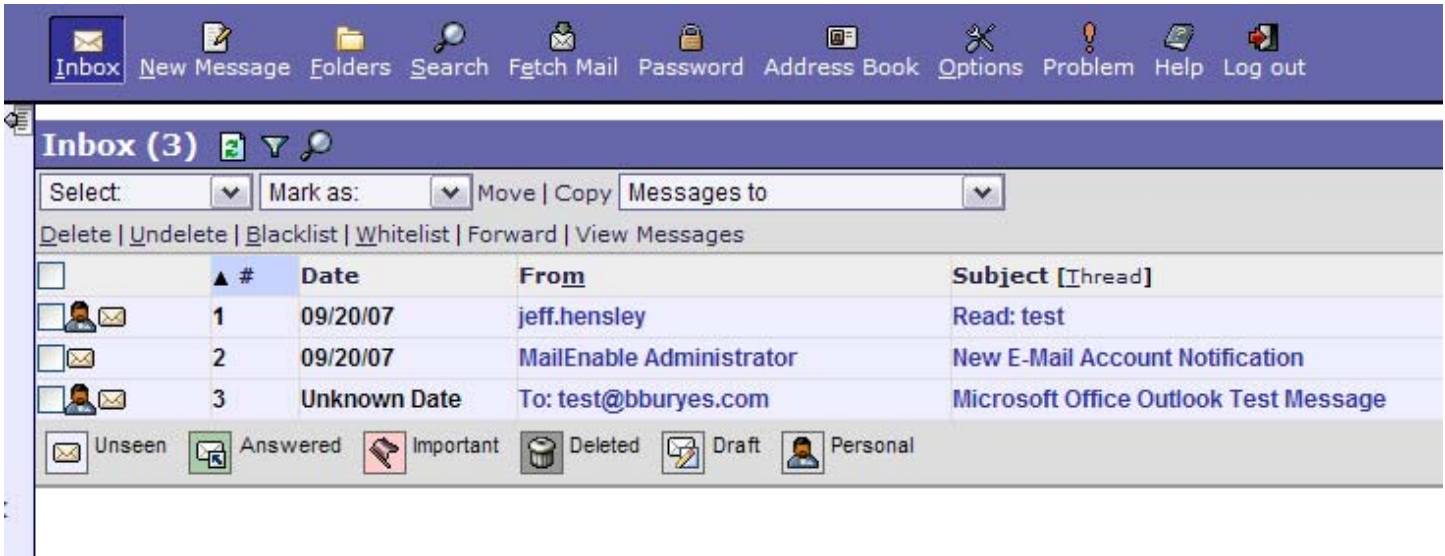 Inbox New Message Folders Search Fetch Mail Password Address Book Options Problem Help Log out
Inbox (3)
Select: Mark as: Move | Copy Messages to
Delete | Undelete | Blacklist | Whitelist | Forward | View Messages
# Date From Subject [Thread]
1 09/20/07 jeff.hensley Read: test
2 09/20/07 MailEnable Administrator New E-Mail Account Notification
3 Unknown Date To: test@bburyes.com Microsoft Office Outlook Test Message
Unseen Answered Important Deleted Draft Personal